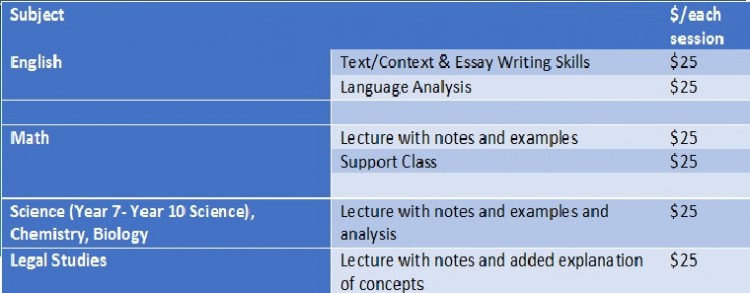 Subject $/each
session
English Text/Context & Essay Writing Skills $25
Language Analysis $25
Math Lecture with notes and examples $25
Support Class $25
Science (Year 7- Year 10 Science), Lecture with notes and examples and $25
Chemistry, Biology analysis
Legal Studies Lecture with notes and added explanation $25
of concepts